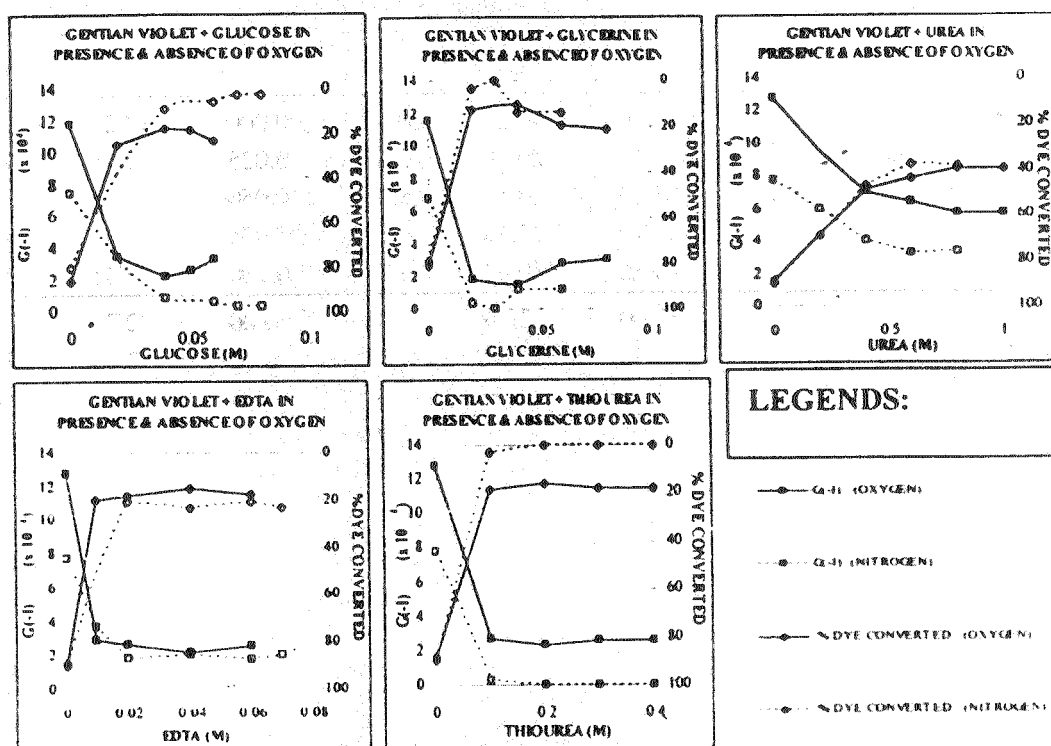 GENTIAN VIOLET + GLUCOSE IN
PRESENCE & ABSENCE OF OXYGEN
14
12
10
8
6
4
2
0
G(-1)
0
20
40
60
80
100
% DYE CONVERTED
0
0.05
0.1
GLUCOSE (M)
GENTIAN VIOLET + GLYCERINE IN
PRESENCE & ABSENCE OF OXYGEN
14
12
10
8
6
4
2
0
G(-1)
0
20
40
60
80
100
% DYE CONVERTED
0
0.05
0.1
GLYCERINE (M)
GENTIAN VIOLET + UREA IN
PRESENCE & ABSENCE OF OXYGEN
14
12
10
8
6
4
2
0
G(-1)
0
20
40
60
80
100
% DYE CONVERTED
0
0.5
1
UREA (M)
GENTIAN VIOLET + EDTA IN
PRESENCE & ABSENCE OF OXYGEN
14
12
10
8
6
4
2
0
G(-1)
0
20
40
60
80
100
% DYE CONVERTED
0
0.02
0.04
0.06
0.08
EDTA (M)
GENTIAN VIOLET + THIOUREA IN
PRESENCE & ABSENCE OF OXYGEN
14
12
10
8
6
4
2
0
G(-1)
0
20
40
60
80
100
% DYE CONVERTED
0
0.2
0.4
THIOUREA (M)
LEGENDS:
G(-1) (OXYGEN)
G(-1) (NITROGEN)
% DYE CONVERTED (OXYGEN)
% DYE CONVERTED (NITROGEN)